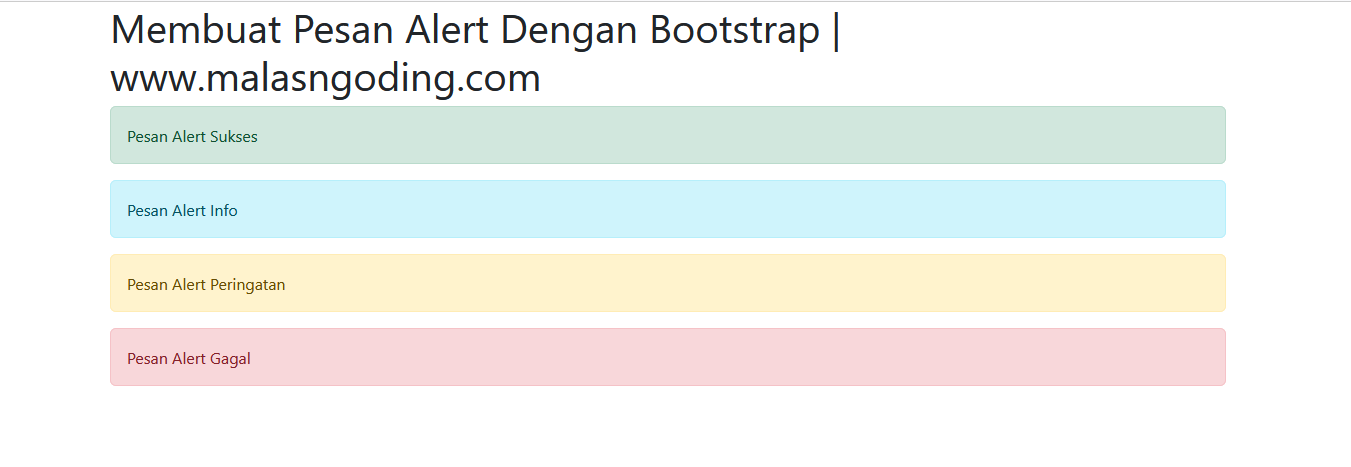 Membuat Pesan Alert Dengan Bootstrap |
www.malasngoding.com
Pesan Alert Sukses
Pesan Alert Info
Pesan Alert Peringatan
Pesan Alert Gagal